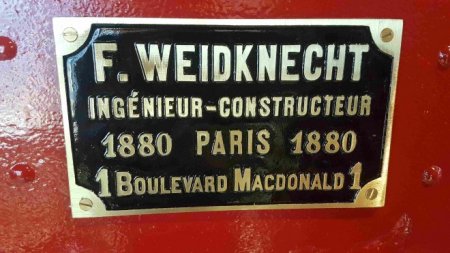 F. WEIDKNECHT
INGÉNIEUR-CONSTRUCTEUR
1880 PARIS 1880
1 BOULEVARD MACDONALD 1